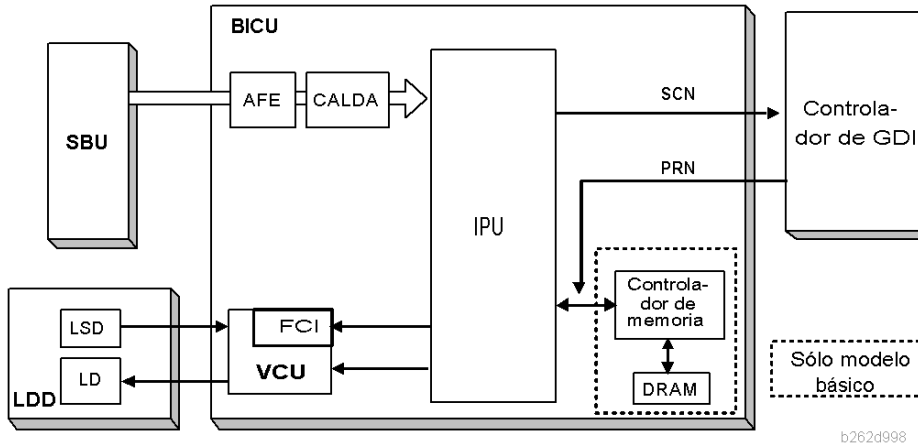 BICU
SBU
AFE
CALDA
IPU
SCN
PRN
Controla-
dor de GDI
Controla-
dor de
memoria
DRAM
LSD
LD
LDD
FCI
VCU
Sólo modelo
básico
b262d998